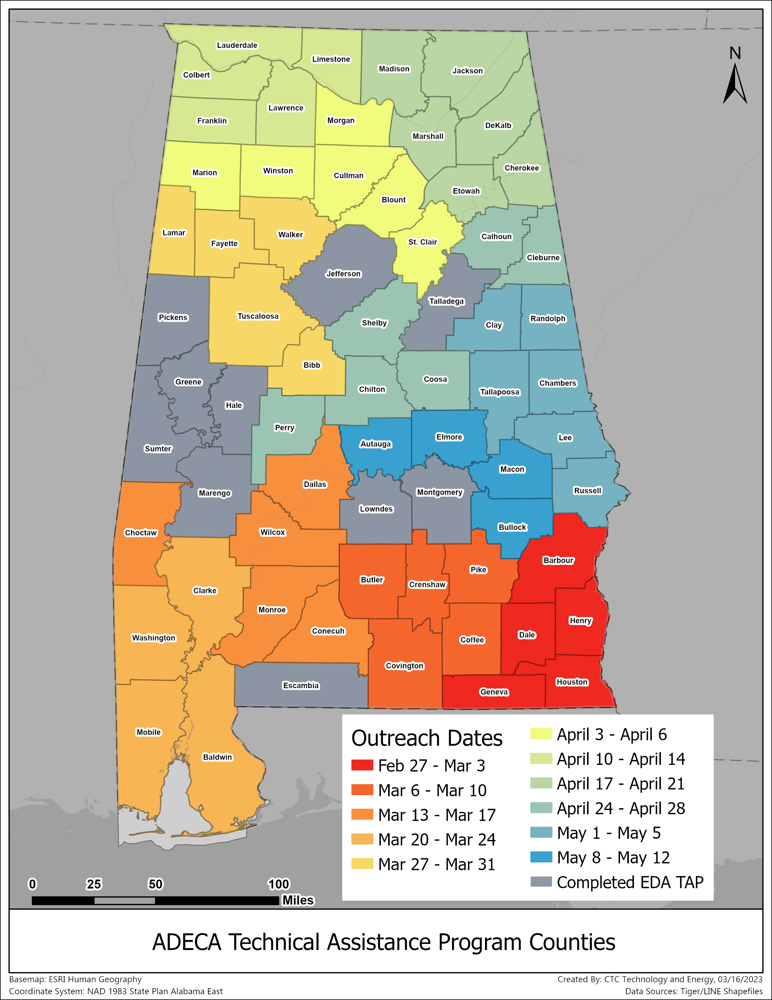 N
Lauderdale
Limestone
Madison
Jackson
Colbert
Lawrence
Franklin
Morgan
DeKalb
Marshall
Cherokee
Marion
Winston
Cullman
Etowah
Blount
Lamar
Fayette
Walker
St. Clair
Calhoun
Cleburne
Jefferson
Talladega
Pickens
Tuscaloosa
Shelby
Clay
Randolph
Bibb
Greene
Coosa
Chambers
Chilton
Tallapoosa
Hale
Perry
Sumter
Autauga
Elmore
Lee
Macon
Dallas
Marengo
Montgomery
Russell
Lowndes
Choctaw
Wilcox
Bullock
Barbour
Clarke
Butler
Crenshaw
Pike
Monroe
Henry
Washington
Conecuh
Coffee
Dale
Covington
Escambia
Geneva
Houston
Mobile
Baldwin
Outreach Dates
Feb 27 - Mar 3
Mar 6 - Mar 10
Mar 13 - Mar 17
Mar 20 - Mar 24
Mar 27 - Mar 31
April 3 - April 6
April 10 - April 14
April 17 - April 21
April 24 - April 28
May 1 - May 5
May 8 - May 12
Completed EDA TAP
0 25 50 100
Miles
ADECA Technical Assistance Program Counties
Basemap: ESRI Human Geography
Coordinate System: NAD 1983 State Plan Alabama East
Created By: CTC Technology and Energy, 03/16/2023
Data Sources: Tiger/LINE Shapefiles